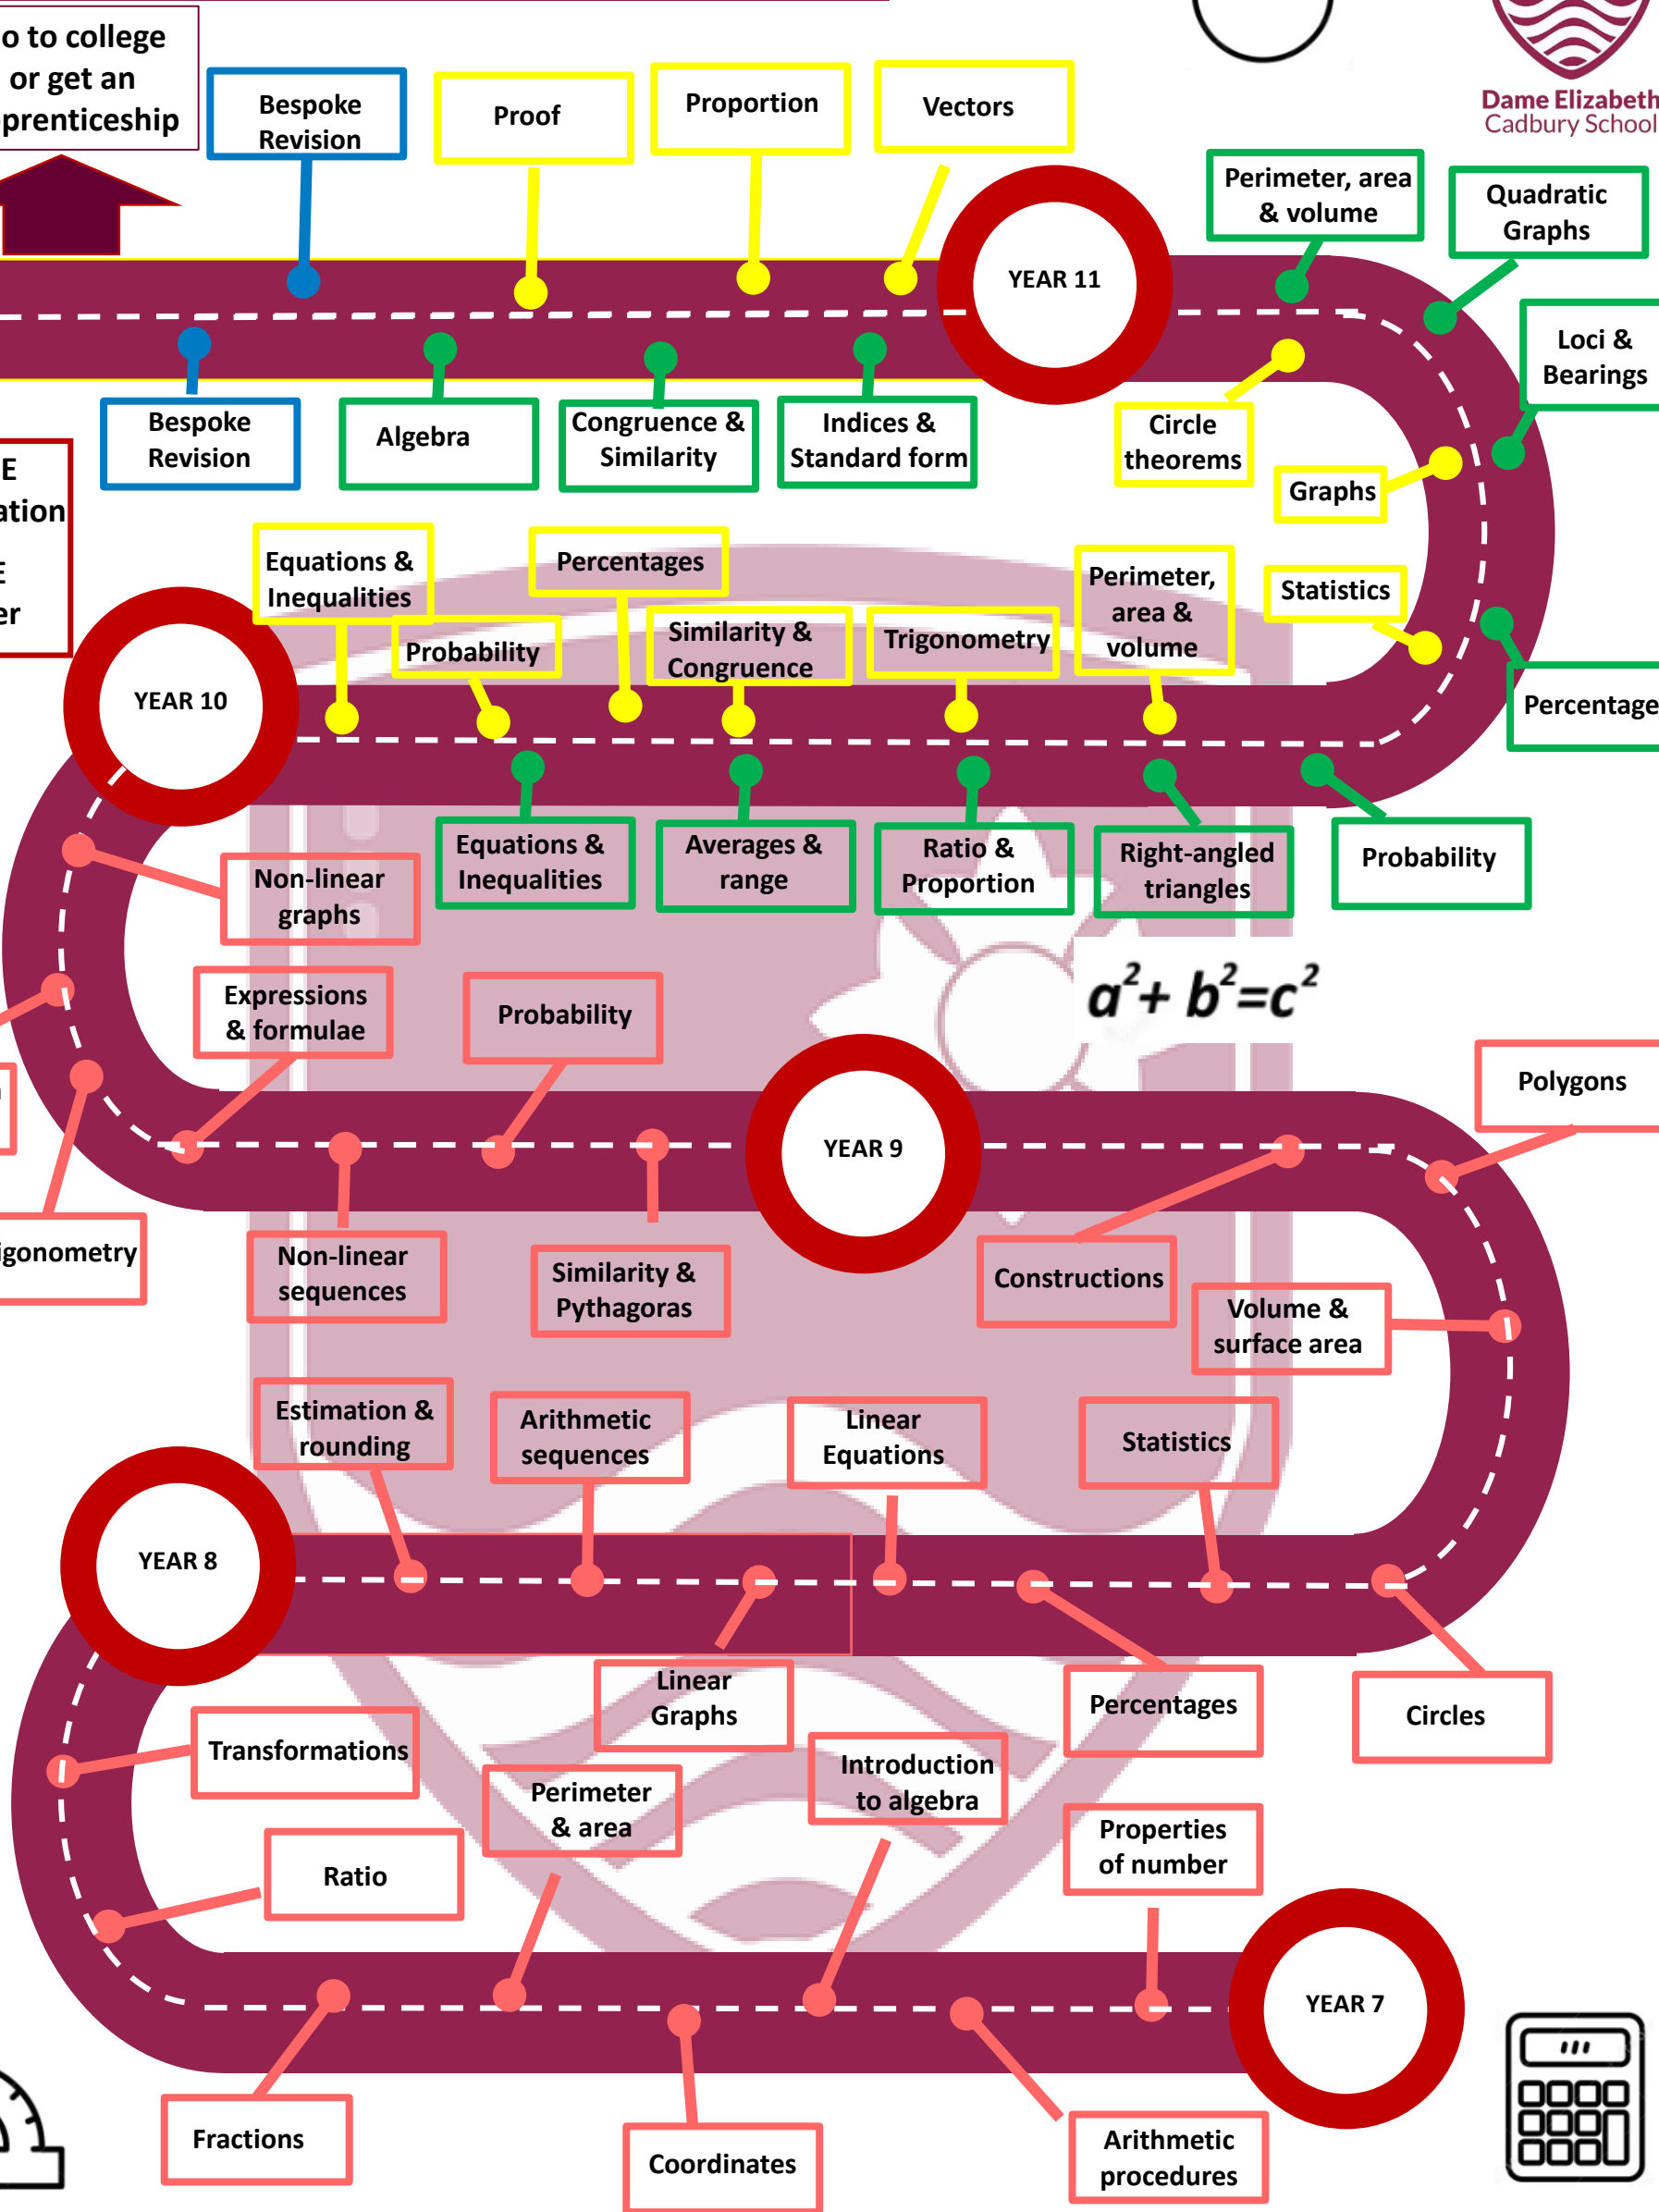 o to college
or get an
prenticeship
Dame Elizabeth
Cadbury School
Bespoke
Revision
Proof
Proportion
Vectors
Perimeter, area
& volume
Quadratic
Graphs
Loci &
Bearings
YEAR 11
Bespoke
Revision
Algebra
Congruence &
Similarity
Indices &
Standard form
Circle
theorems
Graphs
E
ation
E
er
Equations &
Inequalities
Probability
Percentages
Similarity &
Congruence
Trigonometry
Perimeter,
area &
volume
Statistics
Percentage
YEAR 10
Equations &
Inequalities
Averages &
range
Ratio &
Proportion
Right-angled
triangles
Probability
Non-linear
graphs
a²+ b²=c²
Expressions
& formulae
Probability
Polygons
YEAR 9
igonometry
Non-linear
sequences
Similarity &
Pythagoras
Constructions
Volume &
surface area
Estimation &
rounding
Arithmetic
sequences
Linear
Equations
Statistics
YEAR 8
Linear
Graphs
Percentages
Circles
Transformations
Perimeter
& area
Introduction
to algebra
Properties
of number
Ratio
YEAR 7
Fractions
Coordinates
Arithmetic
procedures